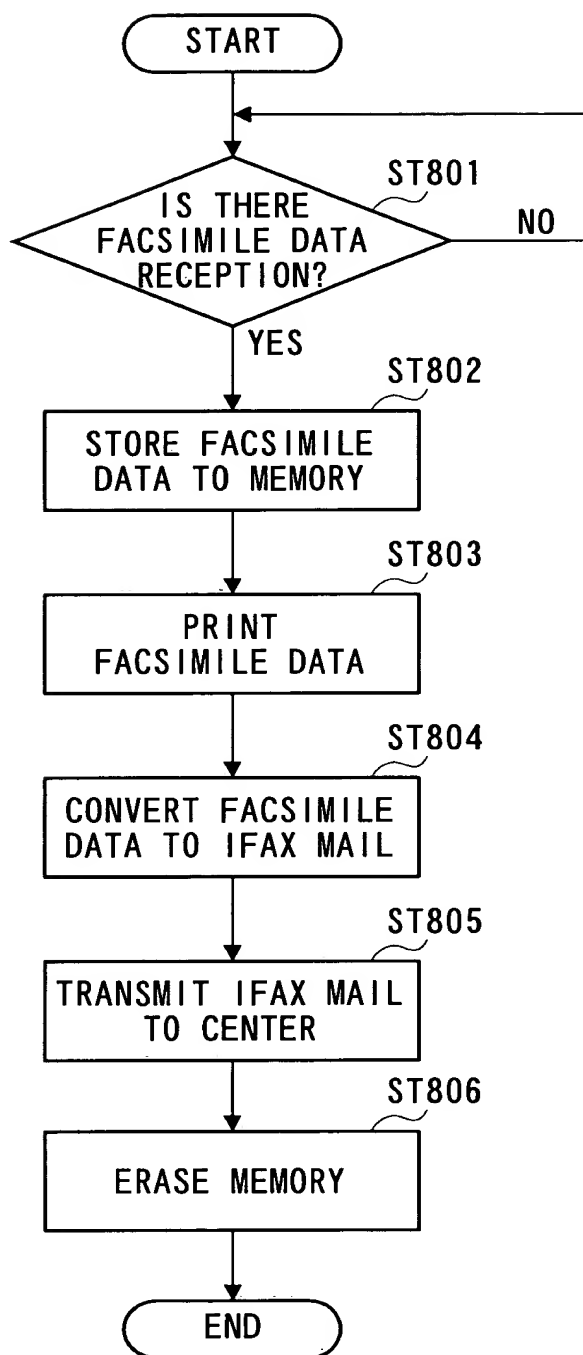 START
ST801
IS THERE
FACSIMILE DATA
RECEPTION?
NO
YES
ST802
STORE FACSIMILE
DATA TO MEMORY
ST803
PRINT
FACSIMILE DATA
ST804
CONVERT FACSIMILE
DATA TO IFAX MAIL
ST805
TRANSMIT IFAX MAIL
TO CENTER
ST806
ERASE MEMORY
END